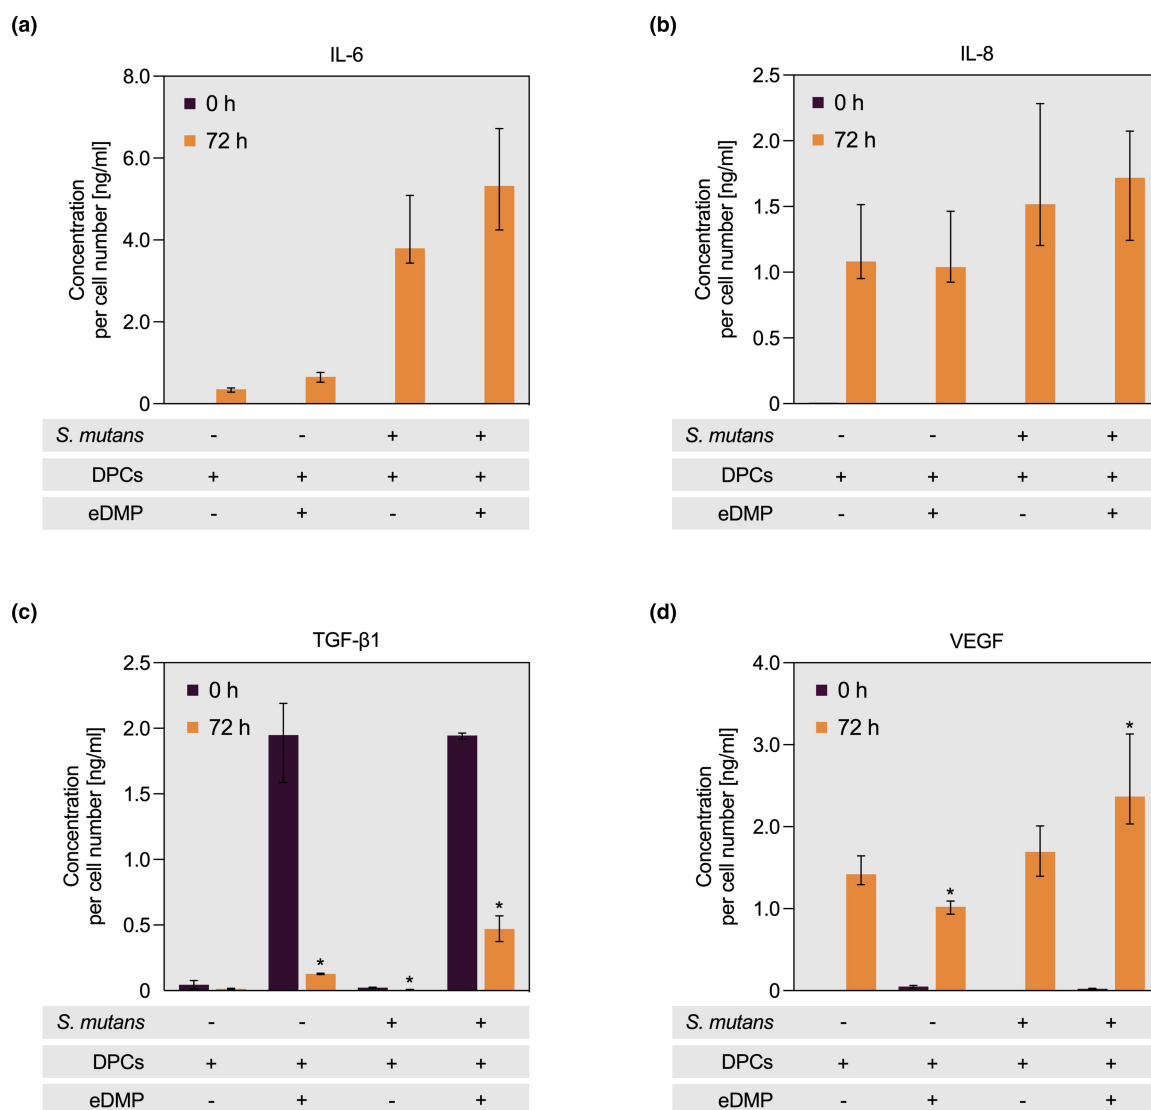 (a)
IL-6
8.0
6.0
4.0
2.0
0
Concentration
per cell number [ng/ml]
0 h
72 h
S. mutans - - + +
DPCs + + + +
eDMP - + - +
(b)
IL-8
2.5
2.0
1.5
1.0
0.5
0
Concentration
per cell number [ng/ml]
0 h
72 h
S. mutans - - + +
DPCs + + + +
eDMP - + - +
(c)
TGF-β1
2.5
2.0
1.5
1.0
0.5
0
Concentration
per cell number [ng/ml]
0 h
72 h
* * *
S. mutans - - + +
DPCs + + + +
eDMP - + - +
(d)
VEGF
4.0
3.0
2.0
1.0
0
Concentration
per cell number [ng/ml]
0 h
72 h
* *
S. mutans - - + +
DPCs + + + +
eDMP - + - +